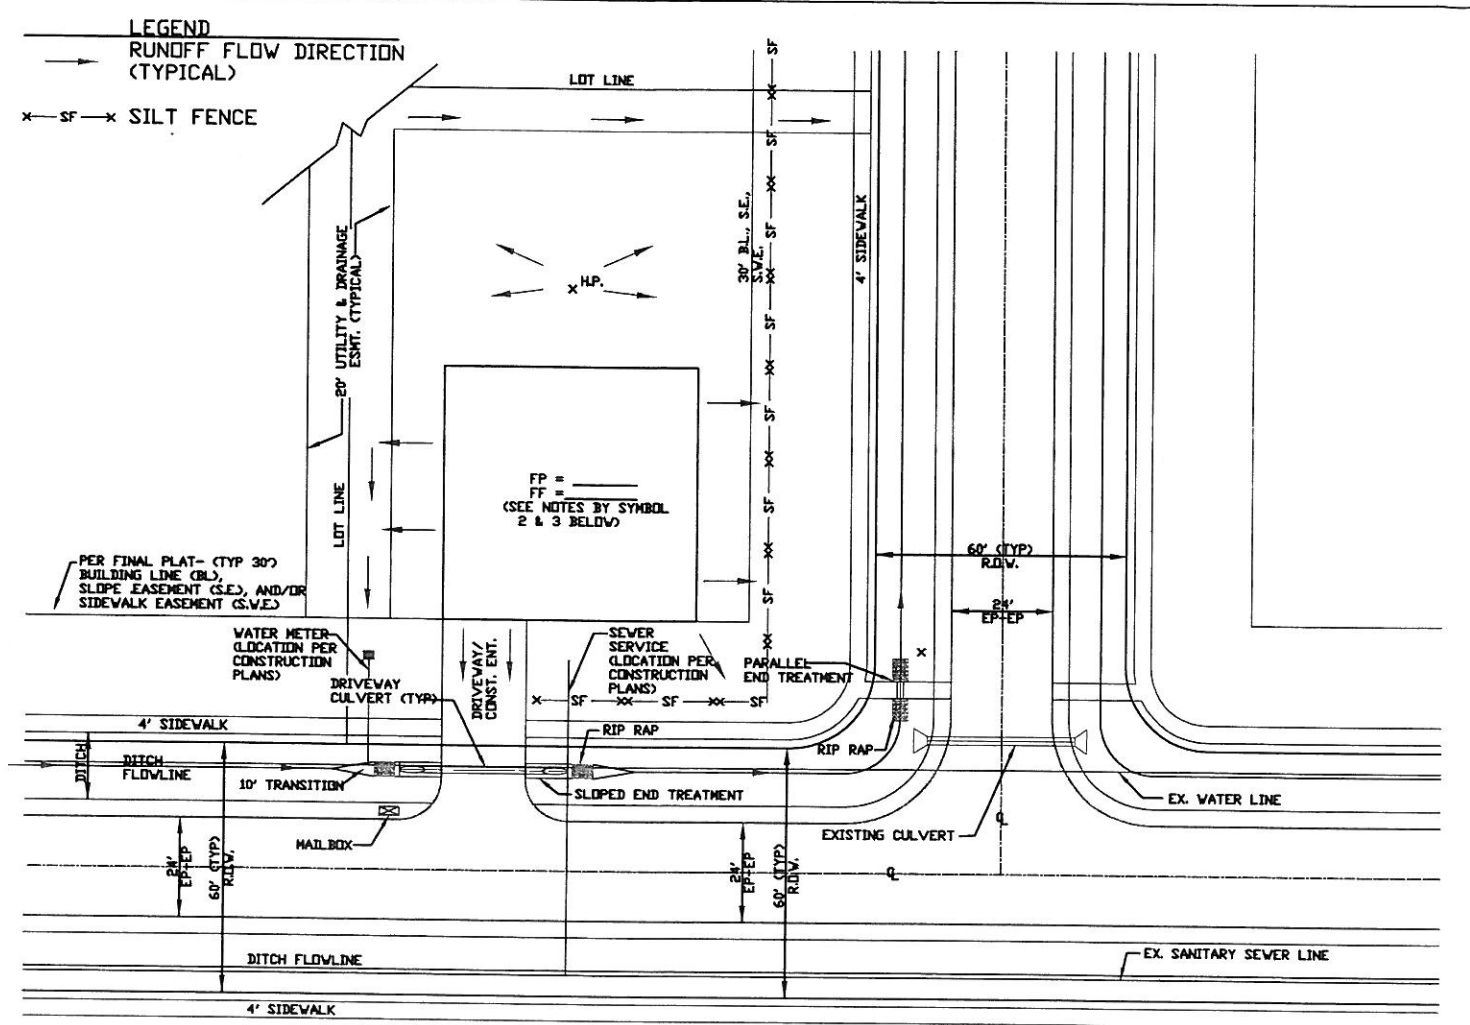 LEGEND
RUNOFF FLOW DIRECTION
(TYPICAL)
x—SF—x SILT FENCE
LOT LINE
SF
SF
SF
SF
SF
SF
SF
SF
30' B.L., S.E.,
S.W.E.
4' SIDEWALK
20' UTILITY & DRAINAGE
ESMT. (TYPICAL)
H.P.
FP =
FF =
(SEE NOTES BY SYMBOL
2 & 3 BELOW)
LOT LINE
PER FINAL PLAT- (TYP 30')
BUILDING LINE (BL),
SLOPE EASEMENT (S.E.), AND/OR
SIDEWALK EASEMENT (S.W.E.)
60' (TYP)
R.O.W.
24'
EP-EP
WATER METER
(LOCATION PER
CONSTRUCTION
PLANS)
DRIVEWAY
CULVERT (TYP)
DRIVEWAY/
CONST. ENT.
SEWER
SERVICE
(LOCATION PER
CONSTRUCTION
PLANS)
PARALLEL
END TREATMENT
SF
SF
SF
4' SIDEWALK
RIP RAP
RIP RAP
DITCH
DITCH
FLOWLINE
10' TRANSITION
SLOPED END TREATMENT
EX. WATER LINE
MAILBOX
EXISTING CULVERT
CL
24'
EP-EP
60' (TYP)
R.O.W.
24'
EP-EP
60' (TYP)
R.O.W.
CL
DITCH FLOWLINE
EX. SANITARY SEWER LINE
4' SIDEWALK